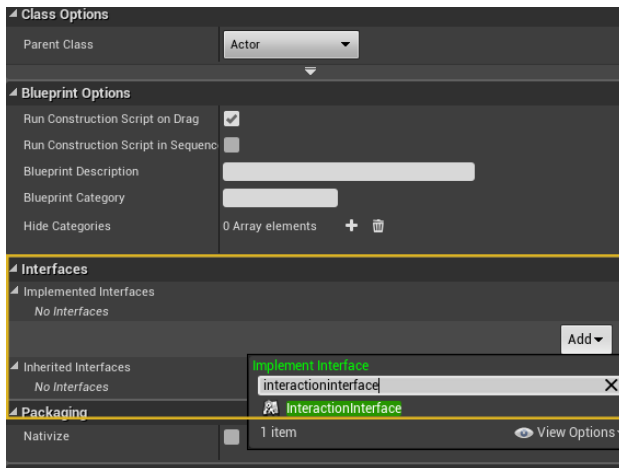 Class Options
Parent Class Actor
Blueprint Options
Run Construction Script on Drag
Run Construction Script in Sequenc
Blueprint Description
Blueprint Category
Hide Categories 0 Array elements
Interfaces
Implemented Interfaces
No Interfaces
Add
Inherited Interfaces
No Interfaces
Implement Interface
interactioninterface
InteractionInterface
1 item View Options
Packaging
Nativize